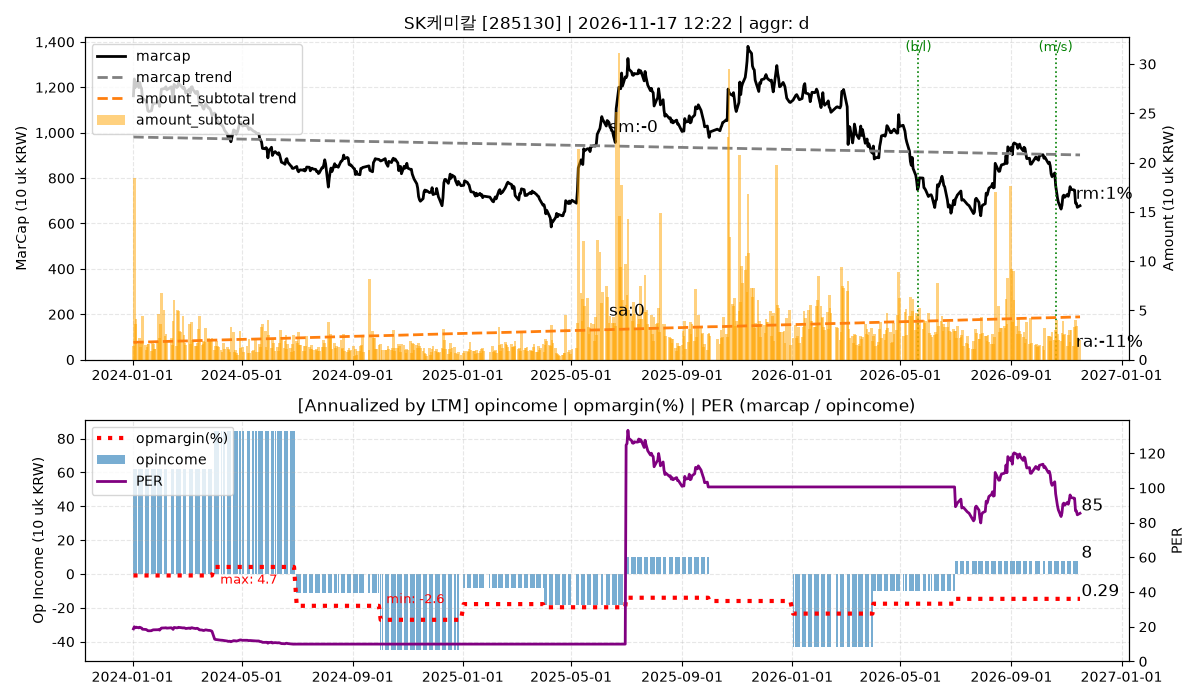 SK케미칼 [285130] | 2026-11-17 12:22 | aggr: d
marcap
marcap trend
amount_subtotal trend
amount_subtotal
(b/l)
(m/s)
1,400
1,200
1,000
800
600
400
200
0
MarCap (10 uk KRW)
30
25
20
15
10
5
0
Amount (10 uk KRW)
sm:-0
rm:1%
sa:0
ra:-11%
2024-01-01
2024-05-01
2024-09-01
2025-01-01
2025-05-01
2025-09-01
2026-01-01
2026-05-01
2026-09-01
2027-01-01
[Annualized by LTM] opincome | opmargin(%) | PER (marcap / opincome)
opmargin(%)
opincome
PER
80
60
40
20
0
-20
-40
Op Income (10 uk KRW)
120
100
80
60
40
20
0
PER
max: 4.7
min: -2.6
85
8
0.29
2024-01-01
2024-05-01
2024-09-01
2025-01-01
2025-05-01
2025-09-01
2026-01-01
2026-05-01
2026-09-01
2027-01-01